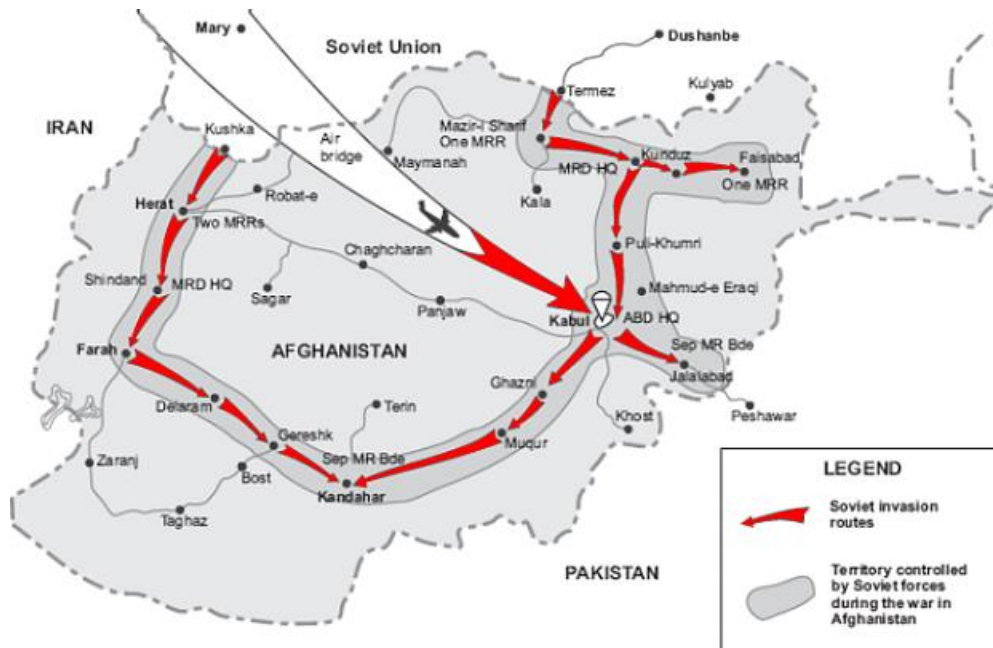 Mary
Soviet Union
Dushanbe
Kulyab
Termez
IRAN
Kushka
Air
bridge
Mazir-i Sharif
One MRR
Maymanah
MRD HQ
Kunduz
Faisabad
One MRR
Robat-e
Kala
Herat
Two MRRs
Chaghcharan
Puli-Khumri
Shindand
MRD HQ
Sagar
Panjaw
Mahmud-e Eraqi
Kabul
ABD HQ
Farah
AFGHANISTAN
Sep MR Bde
Jalalabad
Ghazni
Delaram
Terin
Khost
Peshawar
Gereshk
Muqur
Zaranj
Bost
Sep MR Bde
Kandahar
Taghaz
PAKISTAN
LEGEND
Soviet invasion
routes
Territory controlled
by Soviet forces
during the war in
Afghanistan